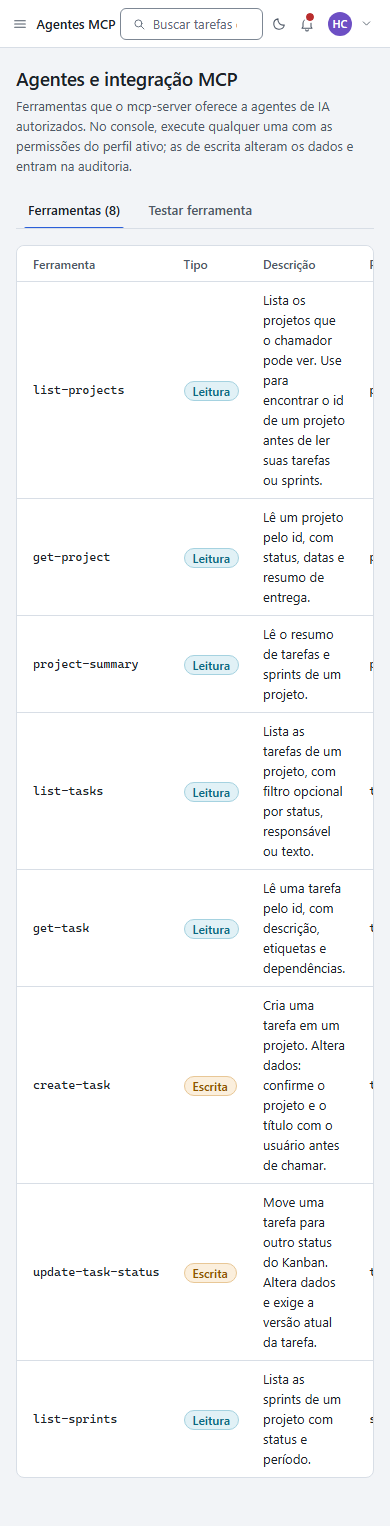 Agentes MCP
Buscar tarefas
HC
Agentes e integração MCP
Ferramentas que o mcp-server oferece a agentes de IA
autorizados. No console, execute qualquer uma com as
permissões do perfil ativo; as de escrita alteram os dados e
entram na auditoria.
Ferramentas (8)
Testar ferramenta
Ferramenta Tipo Descrição
list-projects
Leitura
Lista os
projetos que
o chamador
pode ver. Use
para
encontrar o id
de um projeto
antes de ler
suas tarefas
ou sprints.
get-project
Leitura
Lê um projeto
pelo id, com
status, datas e
resumo de
entrega.
project-summary
Leitura
Lê o resumo
de tarefas e
sprints de um
projeto.
list-tasks
Leitura
Lista as
tarefas de um
projeto, com
filtro opcional
por status,
responsável
ou texto.
get-task
Leitura
Lê uma tarefa
pelo id, com
descrição,
etiquetas e
dependências.
create-task
Escrita
Cria uma
tarefa em um
projeto. Altera
dados:
confirme o
projeto e o
título com o
usuário antes
de chamar.
update-task-status
Escrita
Move uma
tarefa para
outro status
do Kanban.
Altera dados
e exige a
versão atual
da tarefa.
list-sprints
Leitura
Lista as
sprints de um
projeto com
status e
período.